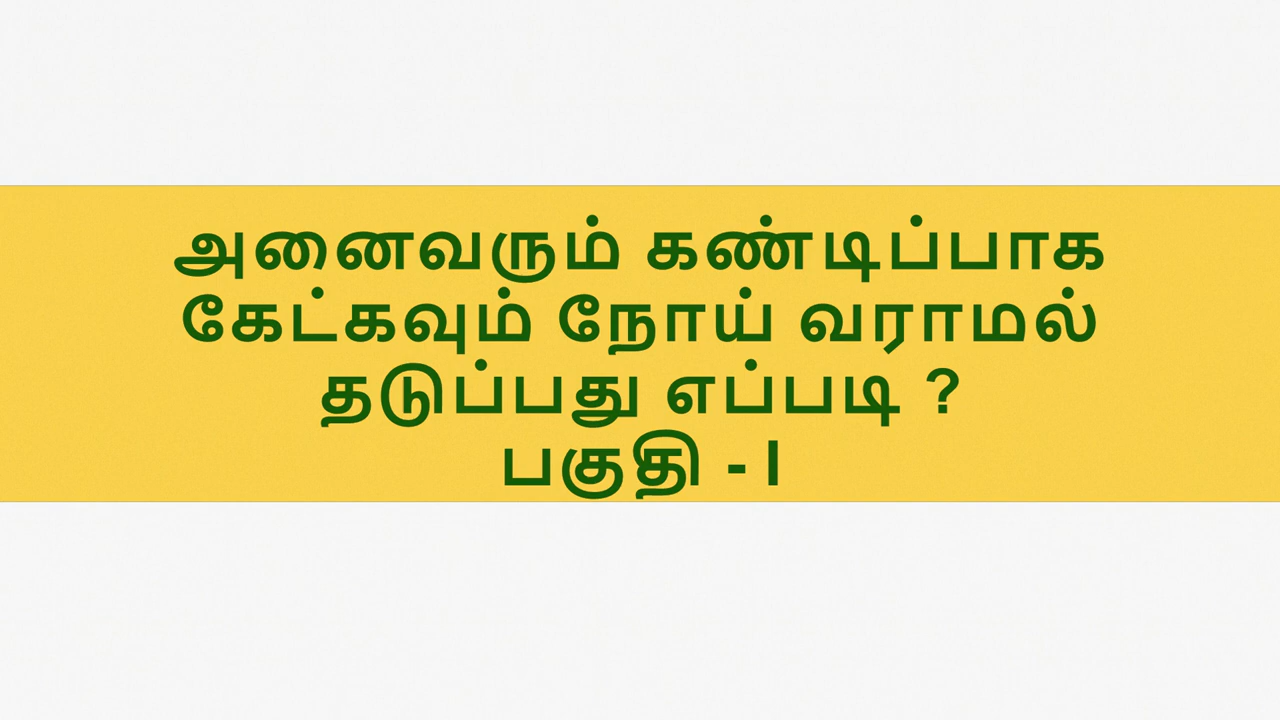 அனைவரும் கண்டிப்பாக
கேட்கவும் நோய் வராமல்
தடுப்பது எப்படி ?
பகுதி - I